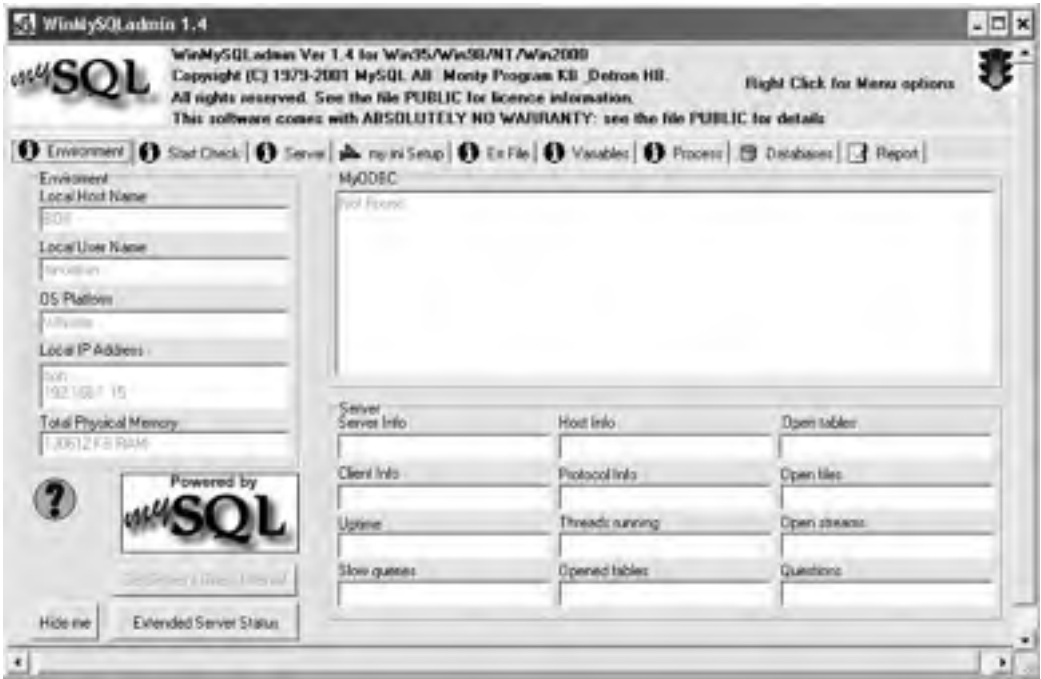 WinMySQLadmin 1.4
mySQL
WinMySQLadmin Ver 1.4 for Win95/Win98/NT/Win2000
Copyright (C) 1979-2001 MySQL AB Monty Program KB Detron HB.
All rights reserved. See the file PUBLIC for licence information.
This software comes with ABSOLUTELY NO WARRANTY: see the file PUBLIC for details
Right Click for Menu options
Environment
Start Check
Server
my.ini Setup
Err File
Variables
Process
Databases
Report
Enviroment
Local Host Name
Local User Name
OS Platform
Local IP Address
bob
192.168.1.15
Total Physical Memory
KB RAM
MyODBC
Not Found
Server
Server Info
Host Info
Open tables
Client Info
Protocol Info
Open files
Uptime
Threads running
Open streams
Slow queries
Opened tables
Questions
?
Powered by
mySQL
Hide me
Extended Server Status